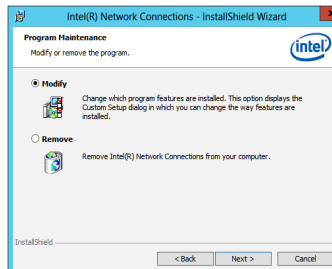 Intel(R) Network Connections - InstallShield Wizard
Program Maintenance
Modify or remove the program.
intel
Modify
Change which program features are installed. This option displays the
Custom Setup dialog in which you can change the way features are
installed.
Remove
Remove Intel(R) Network Connections from your computer.
InstallShield
< Back
Next >
Cancel